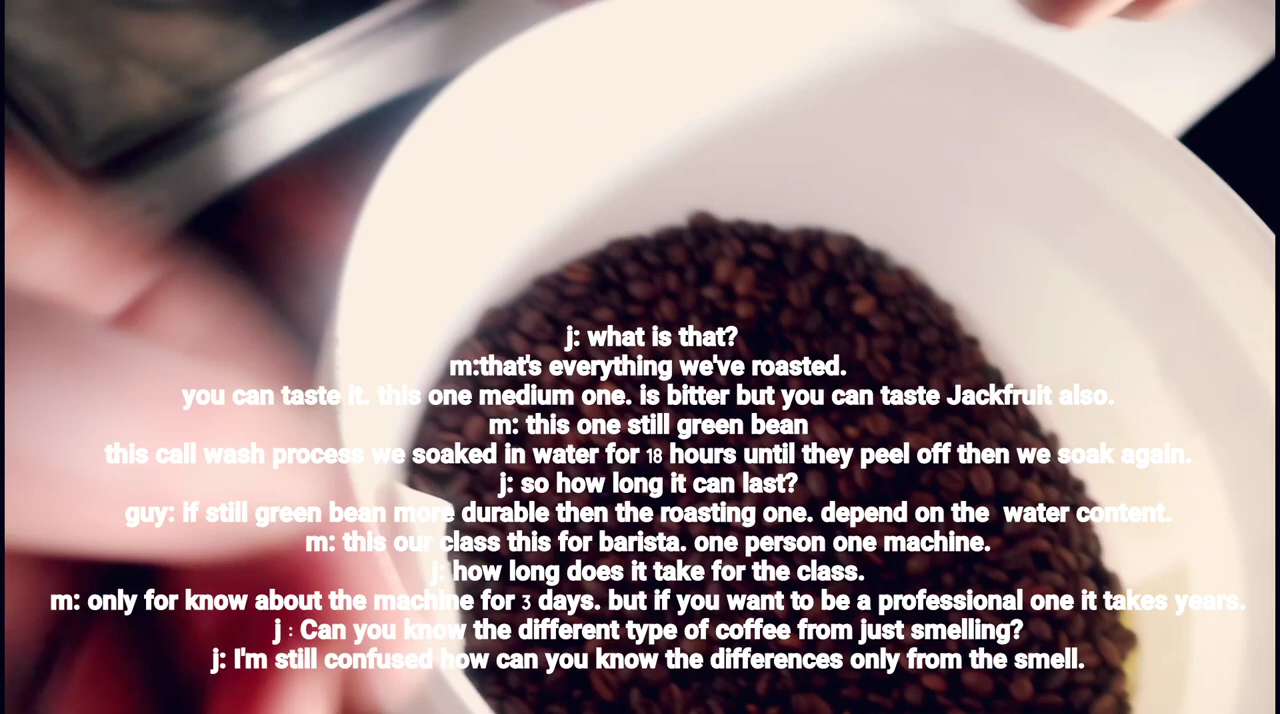 j: what is that?
m:that's everything we've roasted.
you can taste it. this one medium one. is bitter but you can taste Jackfruit also.
m: this one still green bean
this call wash process we soaked in water for 18 hours until they peel off then we soak again.
j: so how long it can last?
guy: if still green bean more durable then the roasting one. depend on the  water content.
m: this our class this for barista. one person one machine.
j: how long does it take for the class.
m: only for know about the machine for 3 days. but if you want to be a professional one it takes years.
j : Can you know the different type of coffee from just smelling?
j: I'm still confused how can you know the differences only from the smell.